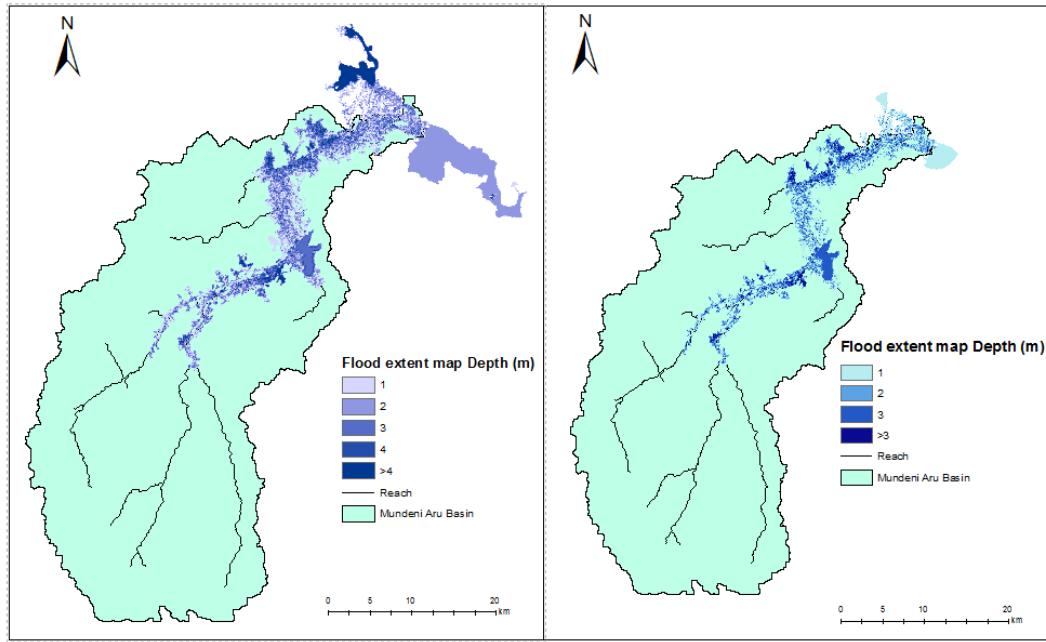 N
Flood extent map Depth (m)
1
2
3
4
>4
Reach
Mundeni Aru Basin
0 5 10 20
km
N
Flood extent map Depth (m)
1
2
3
>3
Reach
Mundeni Aru Basin
0 5 10 20
km